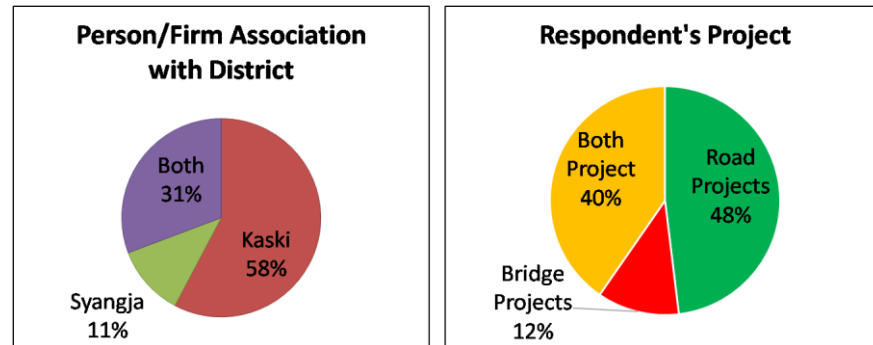 Person/Firm Association
with District
Both
31%
Kaski
58%
Syangja
11%
Respondent's Project
Both
Project
40%
Road
Projects
48%
Bridge
Projects
12%